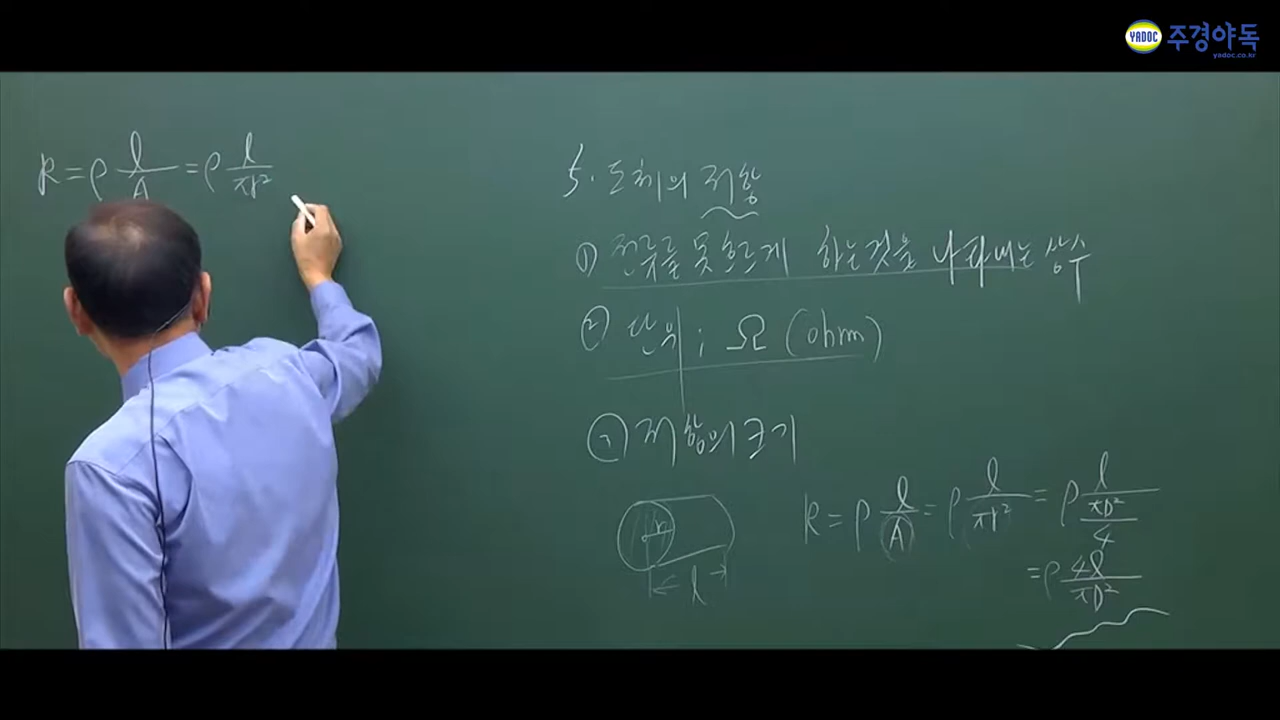 YADOC 주경야독
yadoc.co.kr
R = ρ l/A = ρ l/πr²
5. 도체의 저항
① 전류를 못 흐르게 하는것을 나타내는 상수
② 단위 ; Ω (ohm)
③ 저항의 크기
r
l
R = ρ l/A = ρ l/πr² = ρ l/(πD²/4)
= ρ 4l/πD²